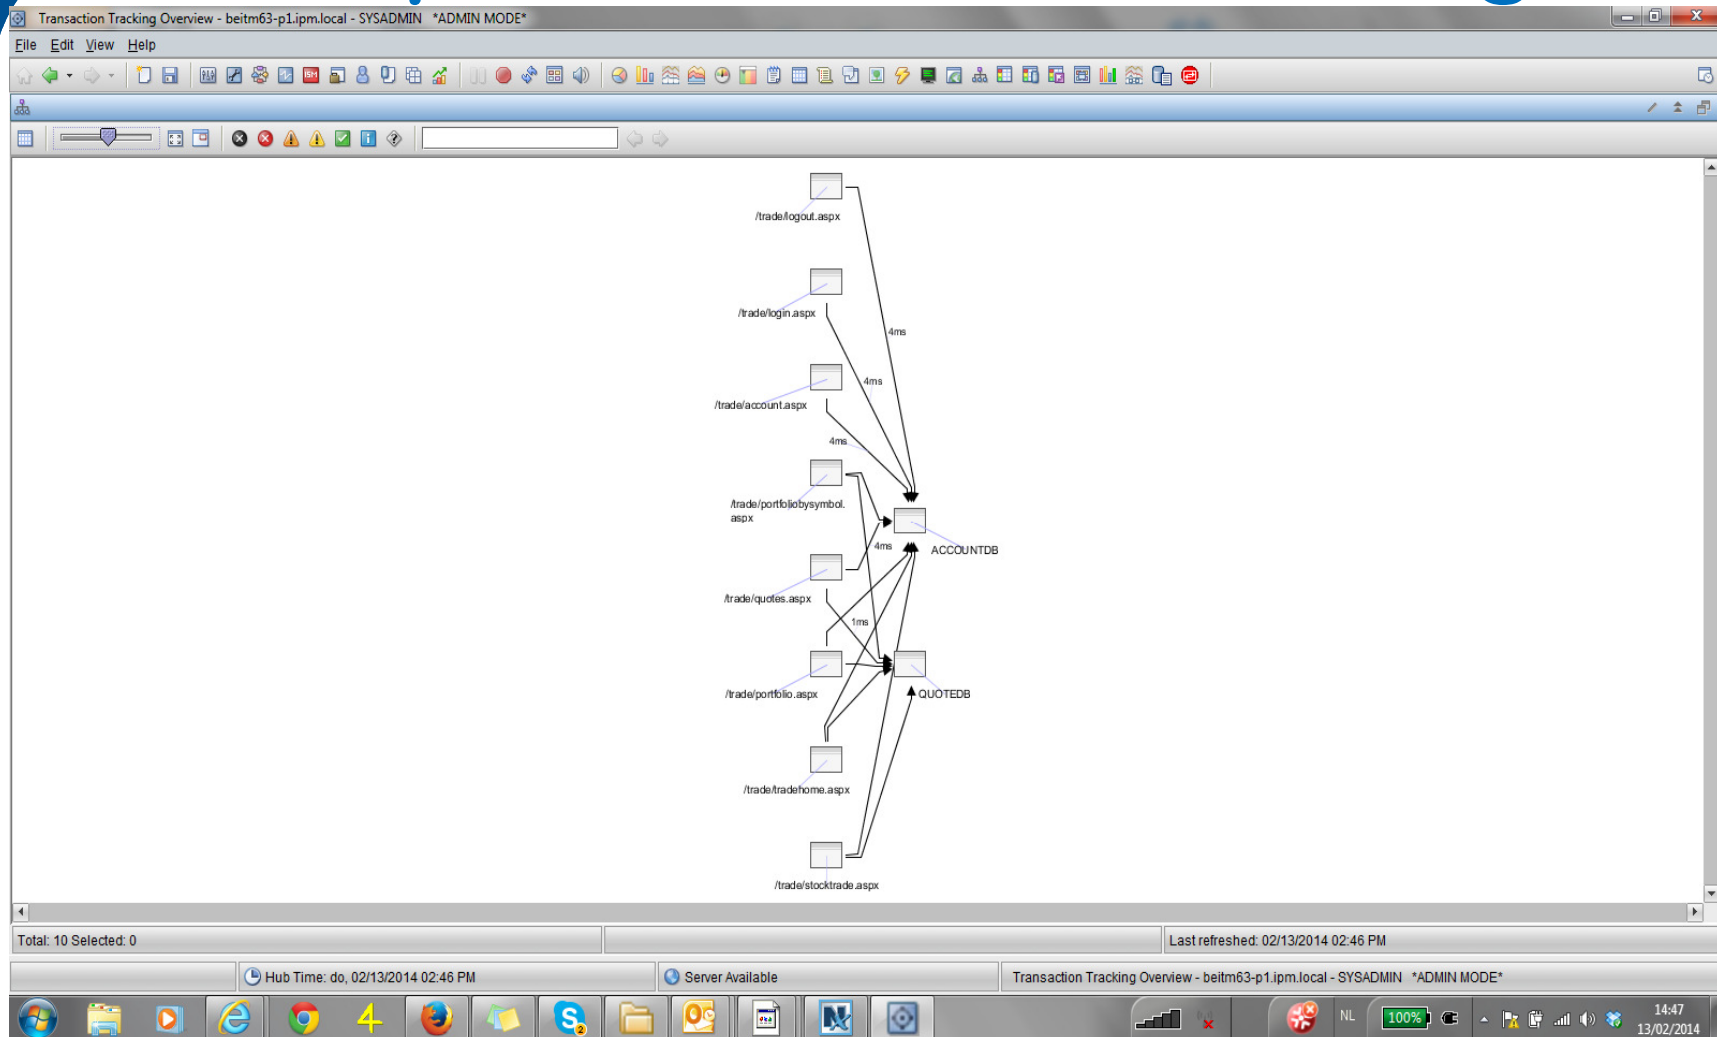 Transaction Tracking Overview - beitm63-p1.ipm.local - SYSADMIN *ADMIN MODE*
File Edit View Help
ISM
/trade/logout.aspx
/trade/login.aspx
4ms
4ms
/trade/account.aspx
4ms
/trade/portfoliobysymbol.
aspx
4ms
ACCOUNTDB
/trade/quotes.aspx
1ms
/trade/portfolio.aspx
QUOTEDB
/trade/tradehome.aspx
/trade/stocktrade.aspx
Total: 10 Selected: 0
Last refreshed: 02/13/2014 02:46 PM
Hub Time: do, 02/13/2014 02:46 PM
Server Available
Transaction Tracking Overview - beitm63-p1.ipm.local - SYSADMIN *ADMIN MODE*
4
S
2
NL
100%
14:47
13/02/2014